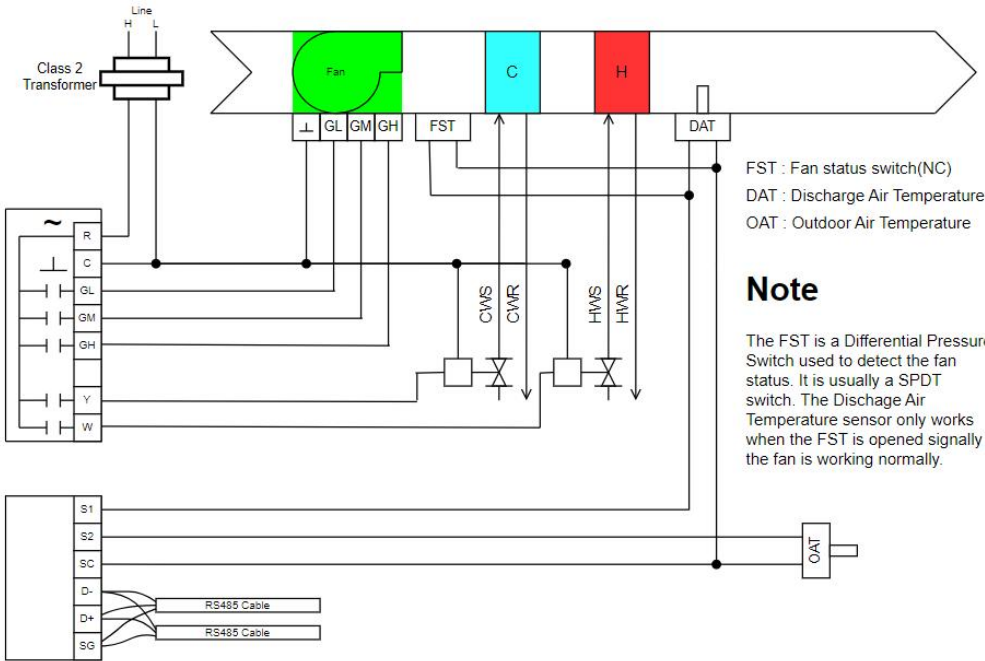 Line
H L
Class 2
Transformer
Fan
C
H
GL GM GH
FST
DAT
FST : Fan status switch(NC)
DAT : Discharge Air Temperature
OAT : Outdoor Air Temperature
~
R
C
GL
GM
GH
Y
W
CWS
CWR
HWS
HWR
Note
The FST is a Differential Pressure
Switch used to detect the fan
status. It is usually a SPDT
switch. The Dischage Air
Temperature sensor only works
when the FST is opened signally
the fan is working normally.
S1
S2
SC
D-
D+
SG
OAT
RS485 Cable
RS485 Cable